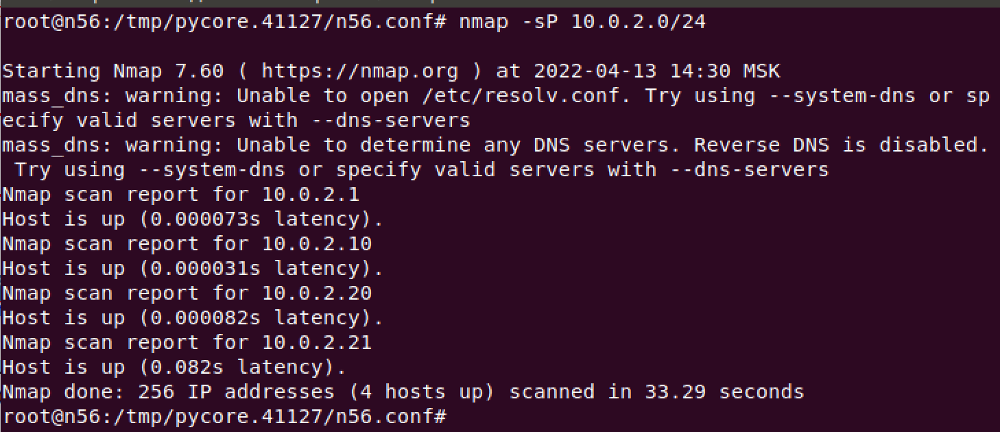 root@n56:/tmp/pycore.41127/n56.conf# nmap -sP 10.0.2.0/24
Starting Nmap 7.60 ( https://nmap.org ) at 2022-04-13 14:30 MSK
mass_dns: warning: Unable to open /etc/resolv.conf. Try using --system-dns or sp
ecify valid servers with --dns-servers
mass_dns: warning: Unable to determine any DNS servers. Reverse DNS is disabled.
 Try using --system-dns or specify valid servers with --dns-servers
Nmap scan report for 10.0.2.1
Host is up (0.000073s latency).
Nmap scan report for 10.0.2.10
Host is up (0.000031s latency).
Nmap scan report for 10.0.2.20
Host is up (0.000082s latency).
Nmap scan report for 10.0.2.21
Host is up (0.082s latency).
Nmap done: 256 IP addresses (4 hosts up) scanned in 33.29 seconds
root@n56:/tmp/pycore.41127/n56.conf#